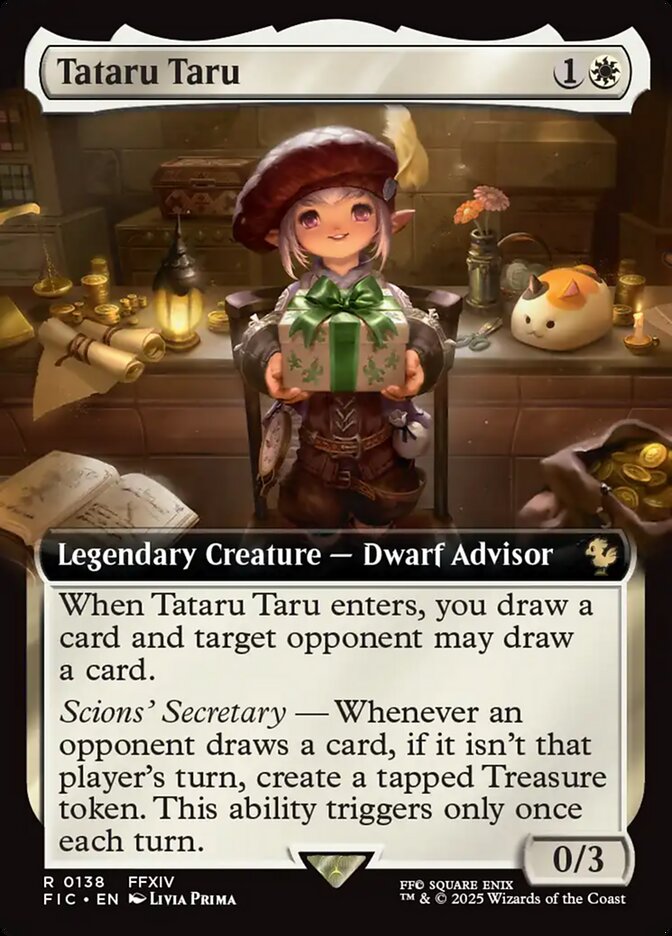 Tataru Taru 1
Legendary Creature — Dwarf Advisor
When Tataru Taru enters, you draw a
card and target opponent may draw
a card.
Scions’ Secretary — Whenever an
opponent draws a card, if it isn’t that
player’s turn, create a tapped Treasure
token. This ability triggers only once
each turn.
0/3
R 0138 FFXIV
FIC • EN Livia Prima
FF© SQUARE ENIX
™ & © 2025 Wizards of the Coast